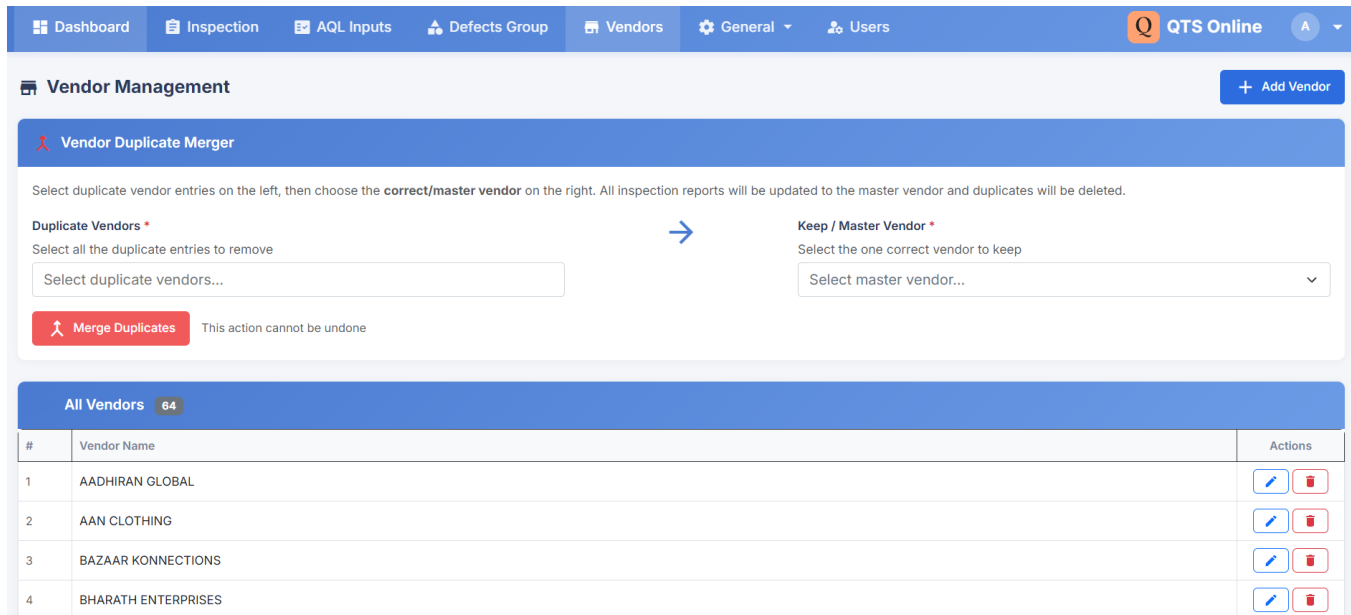 Dashboard Inspection AQL Inputs Defects Group Vendors General Users Q QTS Online A
Vendor Management
+ Add Vendor
Vendor Duplicate Merger
Select duplicate vendor entries on the left, then choose the correct/master vendor on the right. All inspection reports will be updated to the master vendor and duplicates will be deleted.
Duplicate Vendors *
Select all the duplicate entries to remove
Select duplicate vendors...
Keep / Master Vendor *
Select the one correct vendor to keep
Select master vendor...
Merge Duplicates This action cannot be undone
All Vendors 64
# Vendor Name Actions
1 AADHIRAN GLOBAL
2 AAN CLOTHING
3 BAZAAR KONNECTIONS
4 BHARATH ENTERPRISES